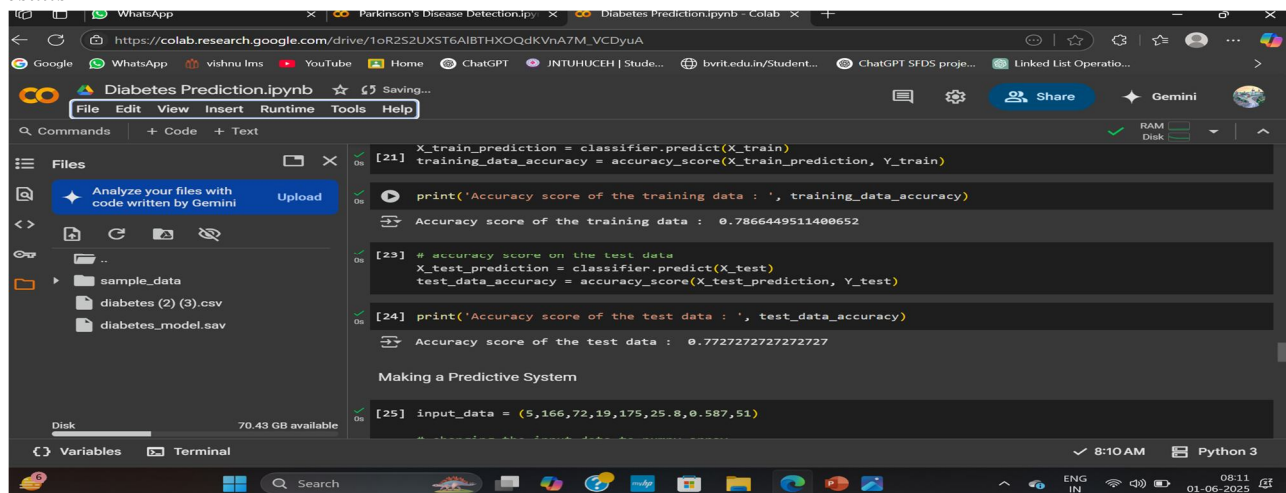 WhatsApp
Parkinson's Disease Detection.ipy
Diabetes Prediction.ipynb - Colab
https://colab.research.google.com/drive/1oR2S2UXST6AlBTHXOQdKVnA7M_VCDyuA
Google WhatsApp vishnu lms YouTube Home ChatGPT JNTUHUCEH | Stude... bvrit.edu.in/Student... ChatGPT SFDS proje... Linked List Operatio...
Diabetes Prediction.ipynb Saving...
Share Gemini
File Edit View Insert Runtime Tools Help
Commands + Code + Text
RAM
Disk
Files
Analyze your files with
code written by Gemini
Upload
..
sample_data
diabetes (2) (3).csv
diabetes_model.sav
Disk 70.43 GB available
X_train_prediction = classifier.predict(X_train)
0s [21] training_data_accuracy = accuracy_score(X_train_prediction, Y_train)
0s print('Accuracy score of the training data : ', training_data_accuracy)
Accuracy score of the training data : 0.7866449511400652
0s [23] # accuracy score on the test data
X_test_prediction = classifier.predict(X_test)
test_data_accuracy = accuracy_score(X_test_prediction, Y_test)
0s [24] print('Accuracy score of the test data : ', test_data_accuracy)
Accuracy score of the test data : 0.7727272727272727
Making a Predictive System
0s [25] input_data = (5,166,72,19,175,25.8,0.587,51)
Variables Terminal
8:10 AM Python 3
6
Search
ENG
IN
08:11
01-06-2025